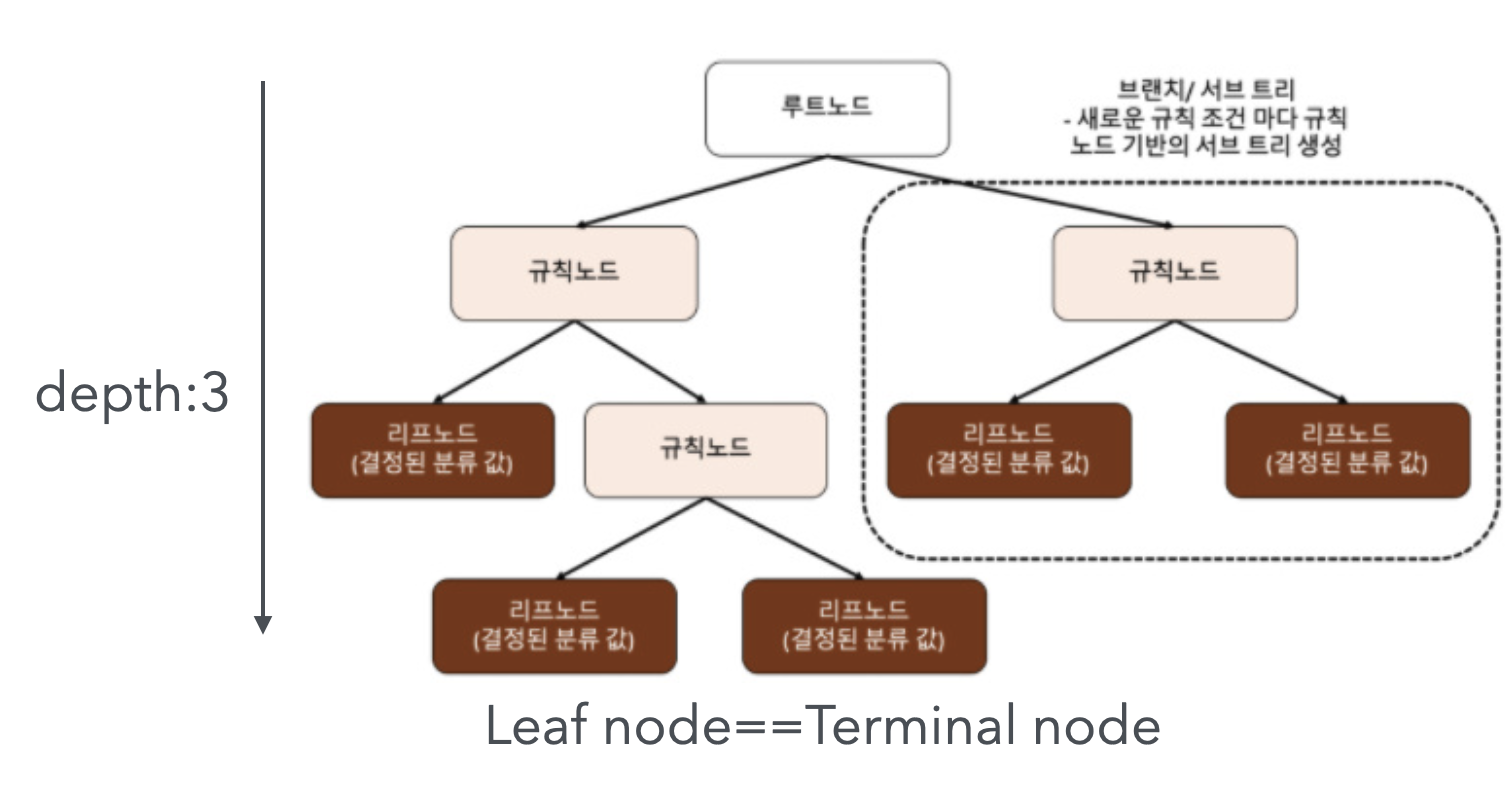 루트노드
브랜치/ 서브 트리
- 새로운 규칙 조건 마다 규칙
노드 기반의 서브 트리 생성
규칙노드
규칙노드
depth:3
리프노드
(결정된 분류 값)
규칙노드
리프노드
(결정된 분류 값)
리프노드
(결정된 분류 값)
리프노드
(결정된 분류 값)
리프노드
(결정된 분류 값)
Leaf node==Terminal node